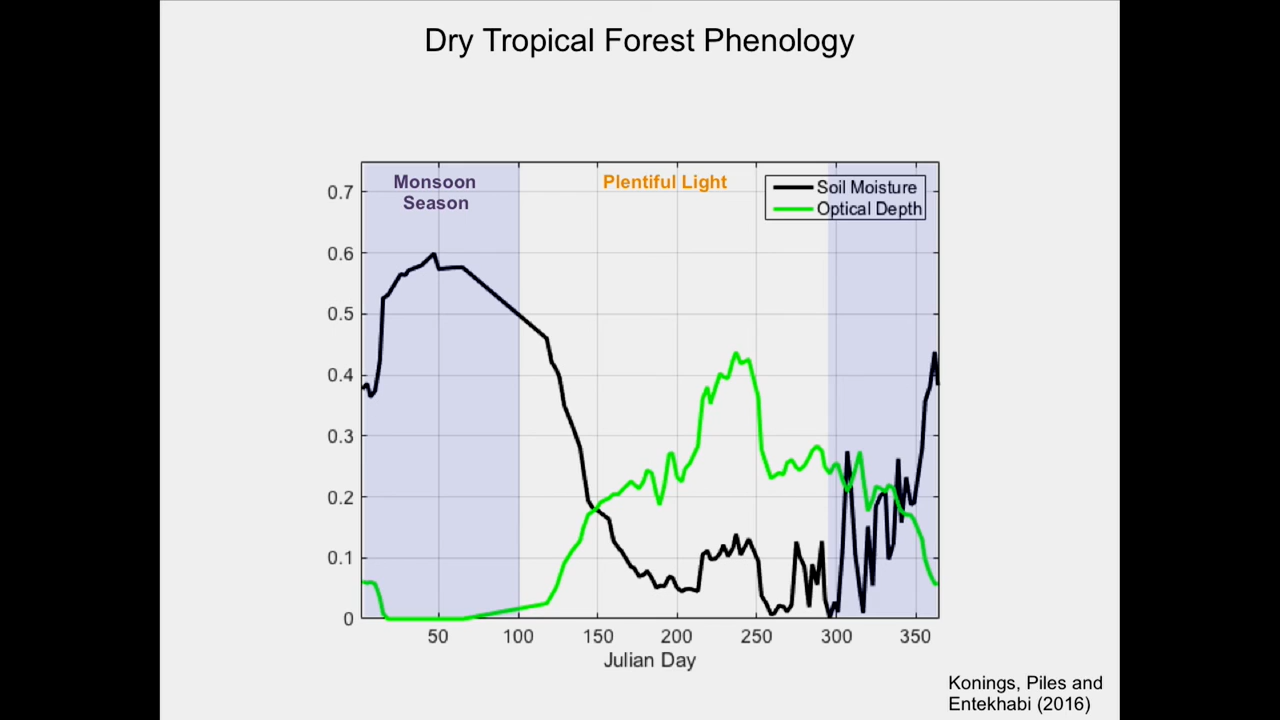 Dry Tropical Forest Phenology
Monsoon
Season
Plentiful Light
Soil Moisture
Optical Depth
0.7
0.6
0.5
0.4
0.3
0.2
0.1
0
50 100 150 200 250 300 350
Julian Day
Konings, Piles and
Entekhabi (2016)